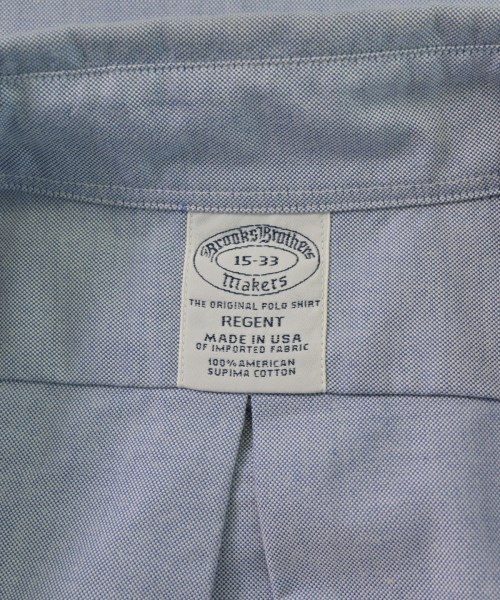 Brooks Brothers
15-33
Makers
THE ORIGINAL POLO SHIRT
REGENT
MADE IN USA
OF IMPORTED FABRIC
100% AMERICAN
SUPIMA COTTON